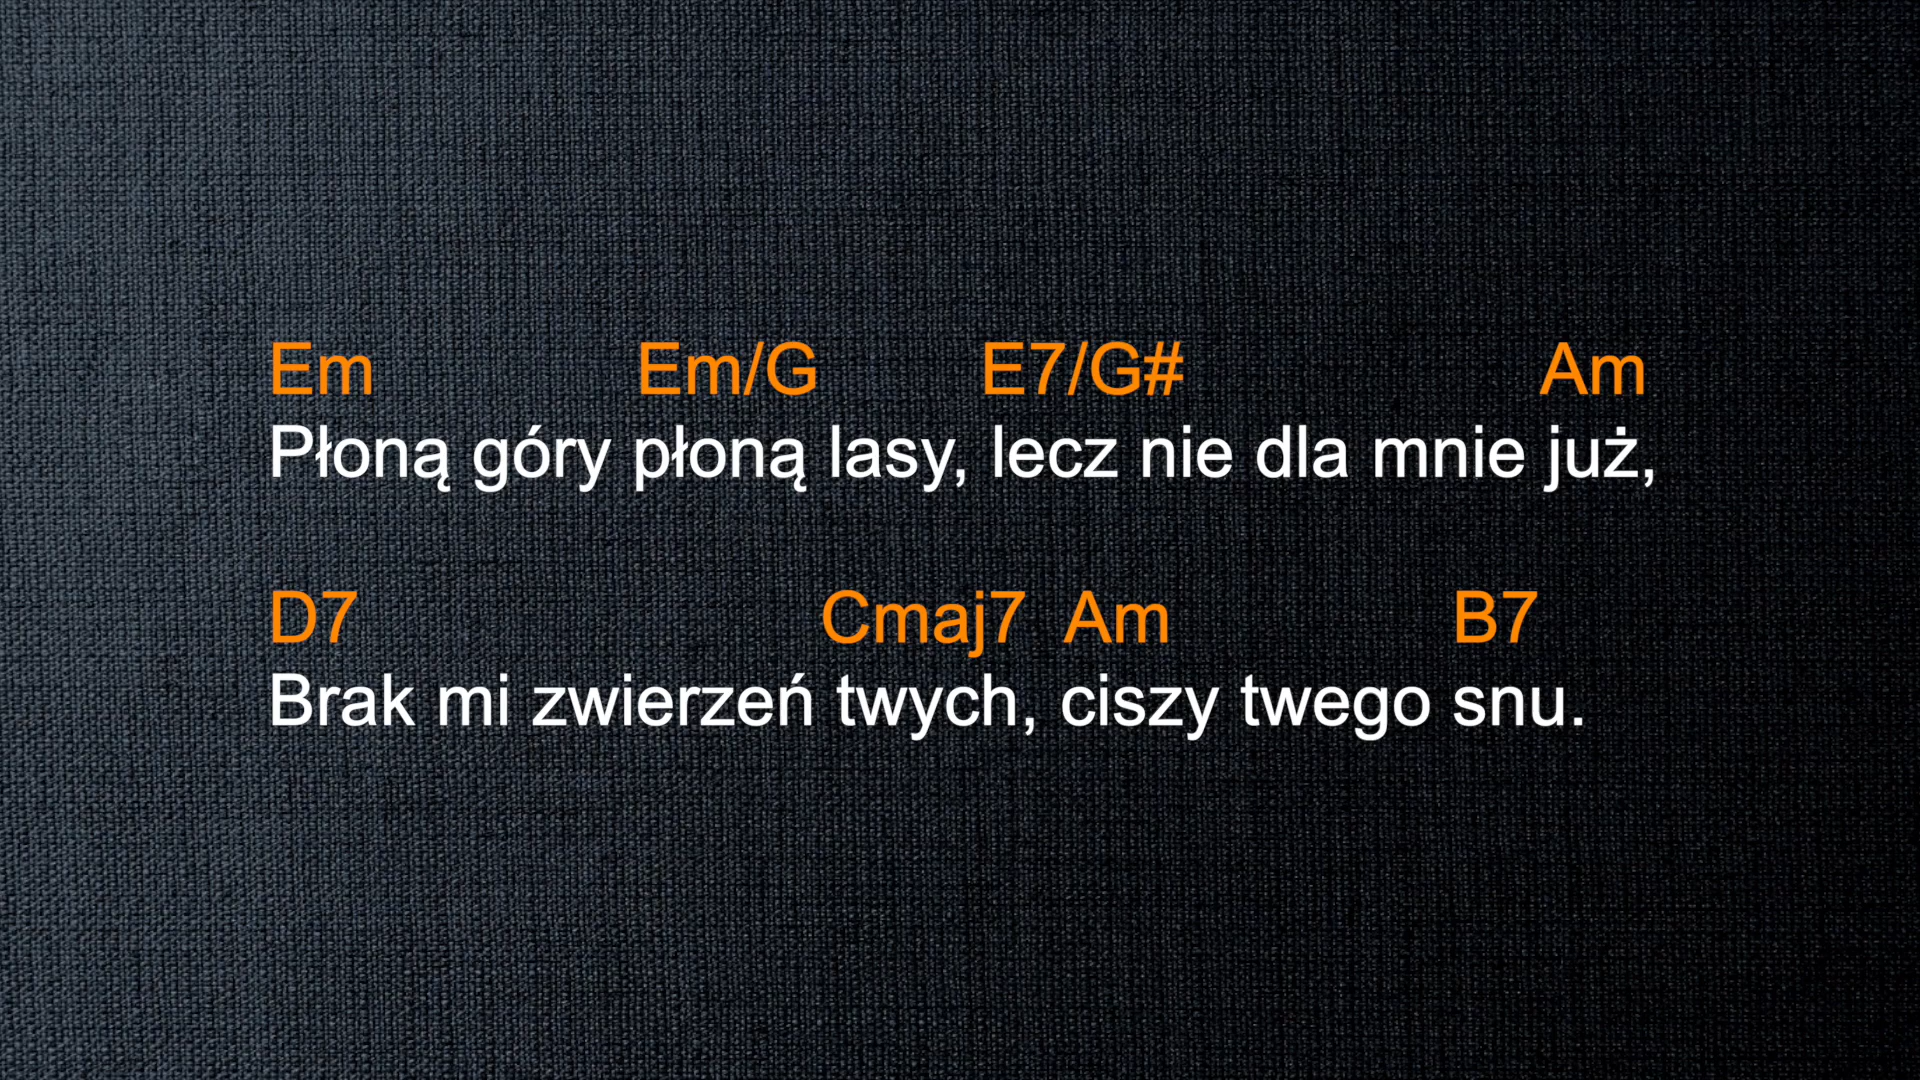 Em Em/G E7/G# Am
Płoną góry płoną lasy, lecz nie dla mnie już,
D7 Cmaj7 Am B7
Brak mi zwierzeń twych, ciszy twego snu.